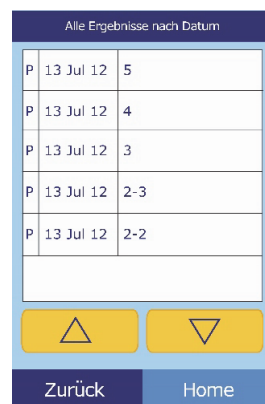 Alle Ergebnisse nach Datum
P 13 Jul 12 5
P 13 Jul 12 4
P 13 Jul 12 3
P 13 Jul 12 2-3
P 13 Jul 12 2-2
Zurück Home